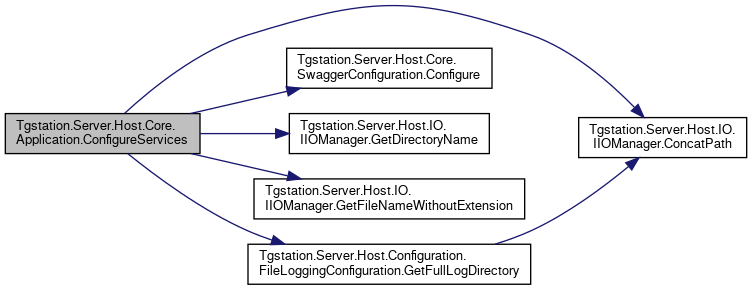 Tgstation.Server.Host.Core.
Application.ConfigureServices
Tgstation.Server.Host.Core.
SwaggerConfiguration.Configure
Tgstation.Server.Host.IO.
IIOManager.GetDirectoryName
Tgstation.Server.Host.IO.
IIOManager.GetFileNameWithoutExtension
Tgstation.Server.Host.Configuration.
FileLoggingConfiguration.GetFullLogDirectory
Tgstation.Server.Host.IO.
IIOManager.ConcatPath